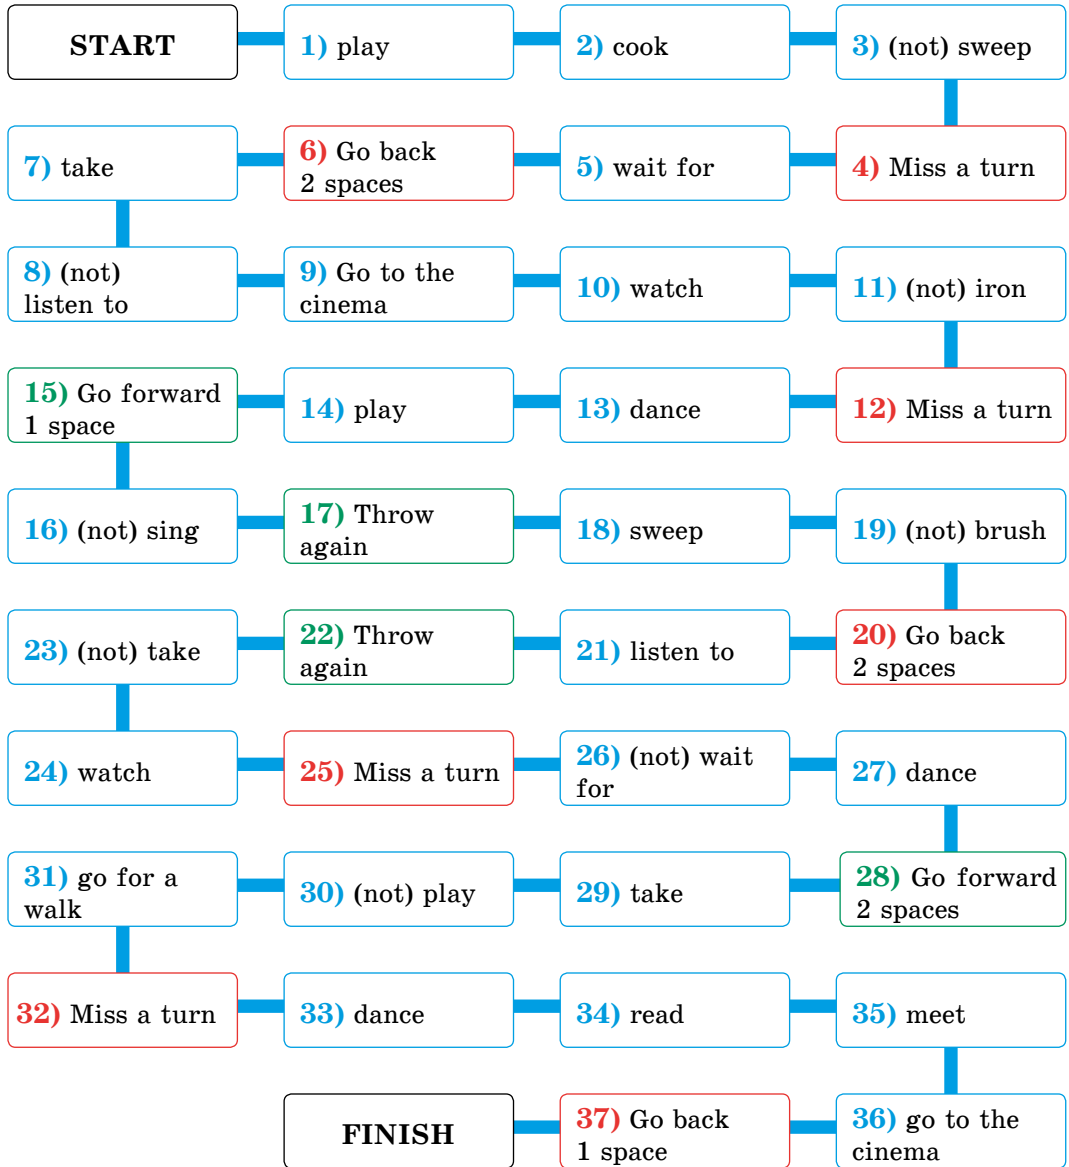 START
1) play
2) cook
3) (not) sweep
4) Miss a turn
5) wait for
6) Go back
2 spaces
7) take
8) (not)
listen to
9) Go to the
cinema
10) watch
11) (not) iron
12) Miss a turn
13) dance
14) play
15) Go forward
1 space
16) (not) sing
17) Throw
again
18) sweep
19) (not) brush
20) Go back
2 spaces
21) listen to
22) Throw
again
23) (not) take
24) watch
25) Miss a turn
26) (not) wait
for
27) dance
28) Go forward
2 spaces
29) take
30) (not) play
31) go for a
walk
32) Miss a turn
33) dance
34) read
35) meet
36) go to the
cinema
37) Go back
1 space
FINISH